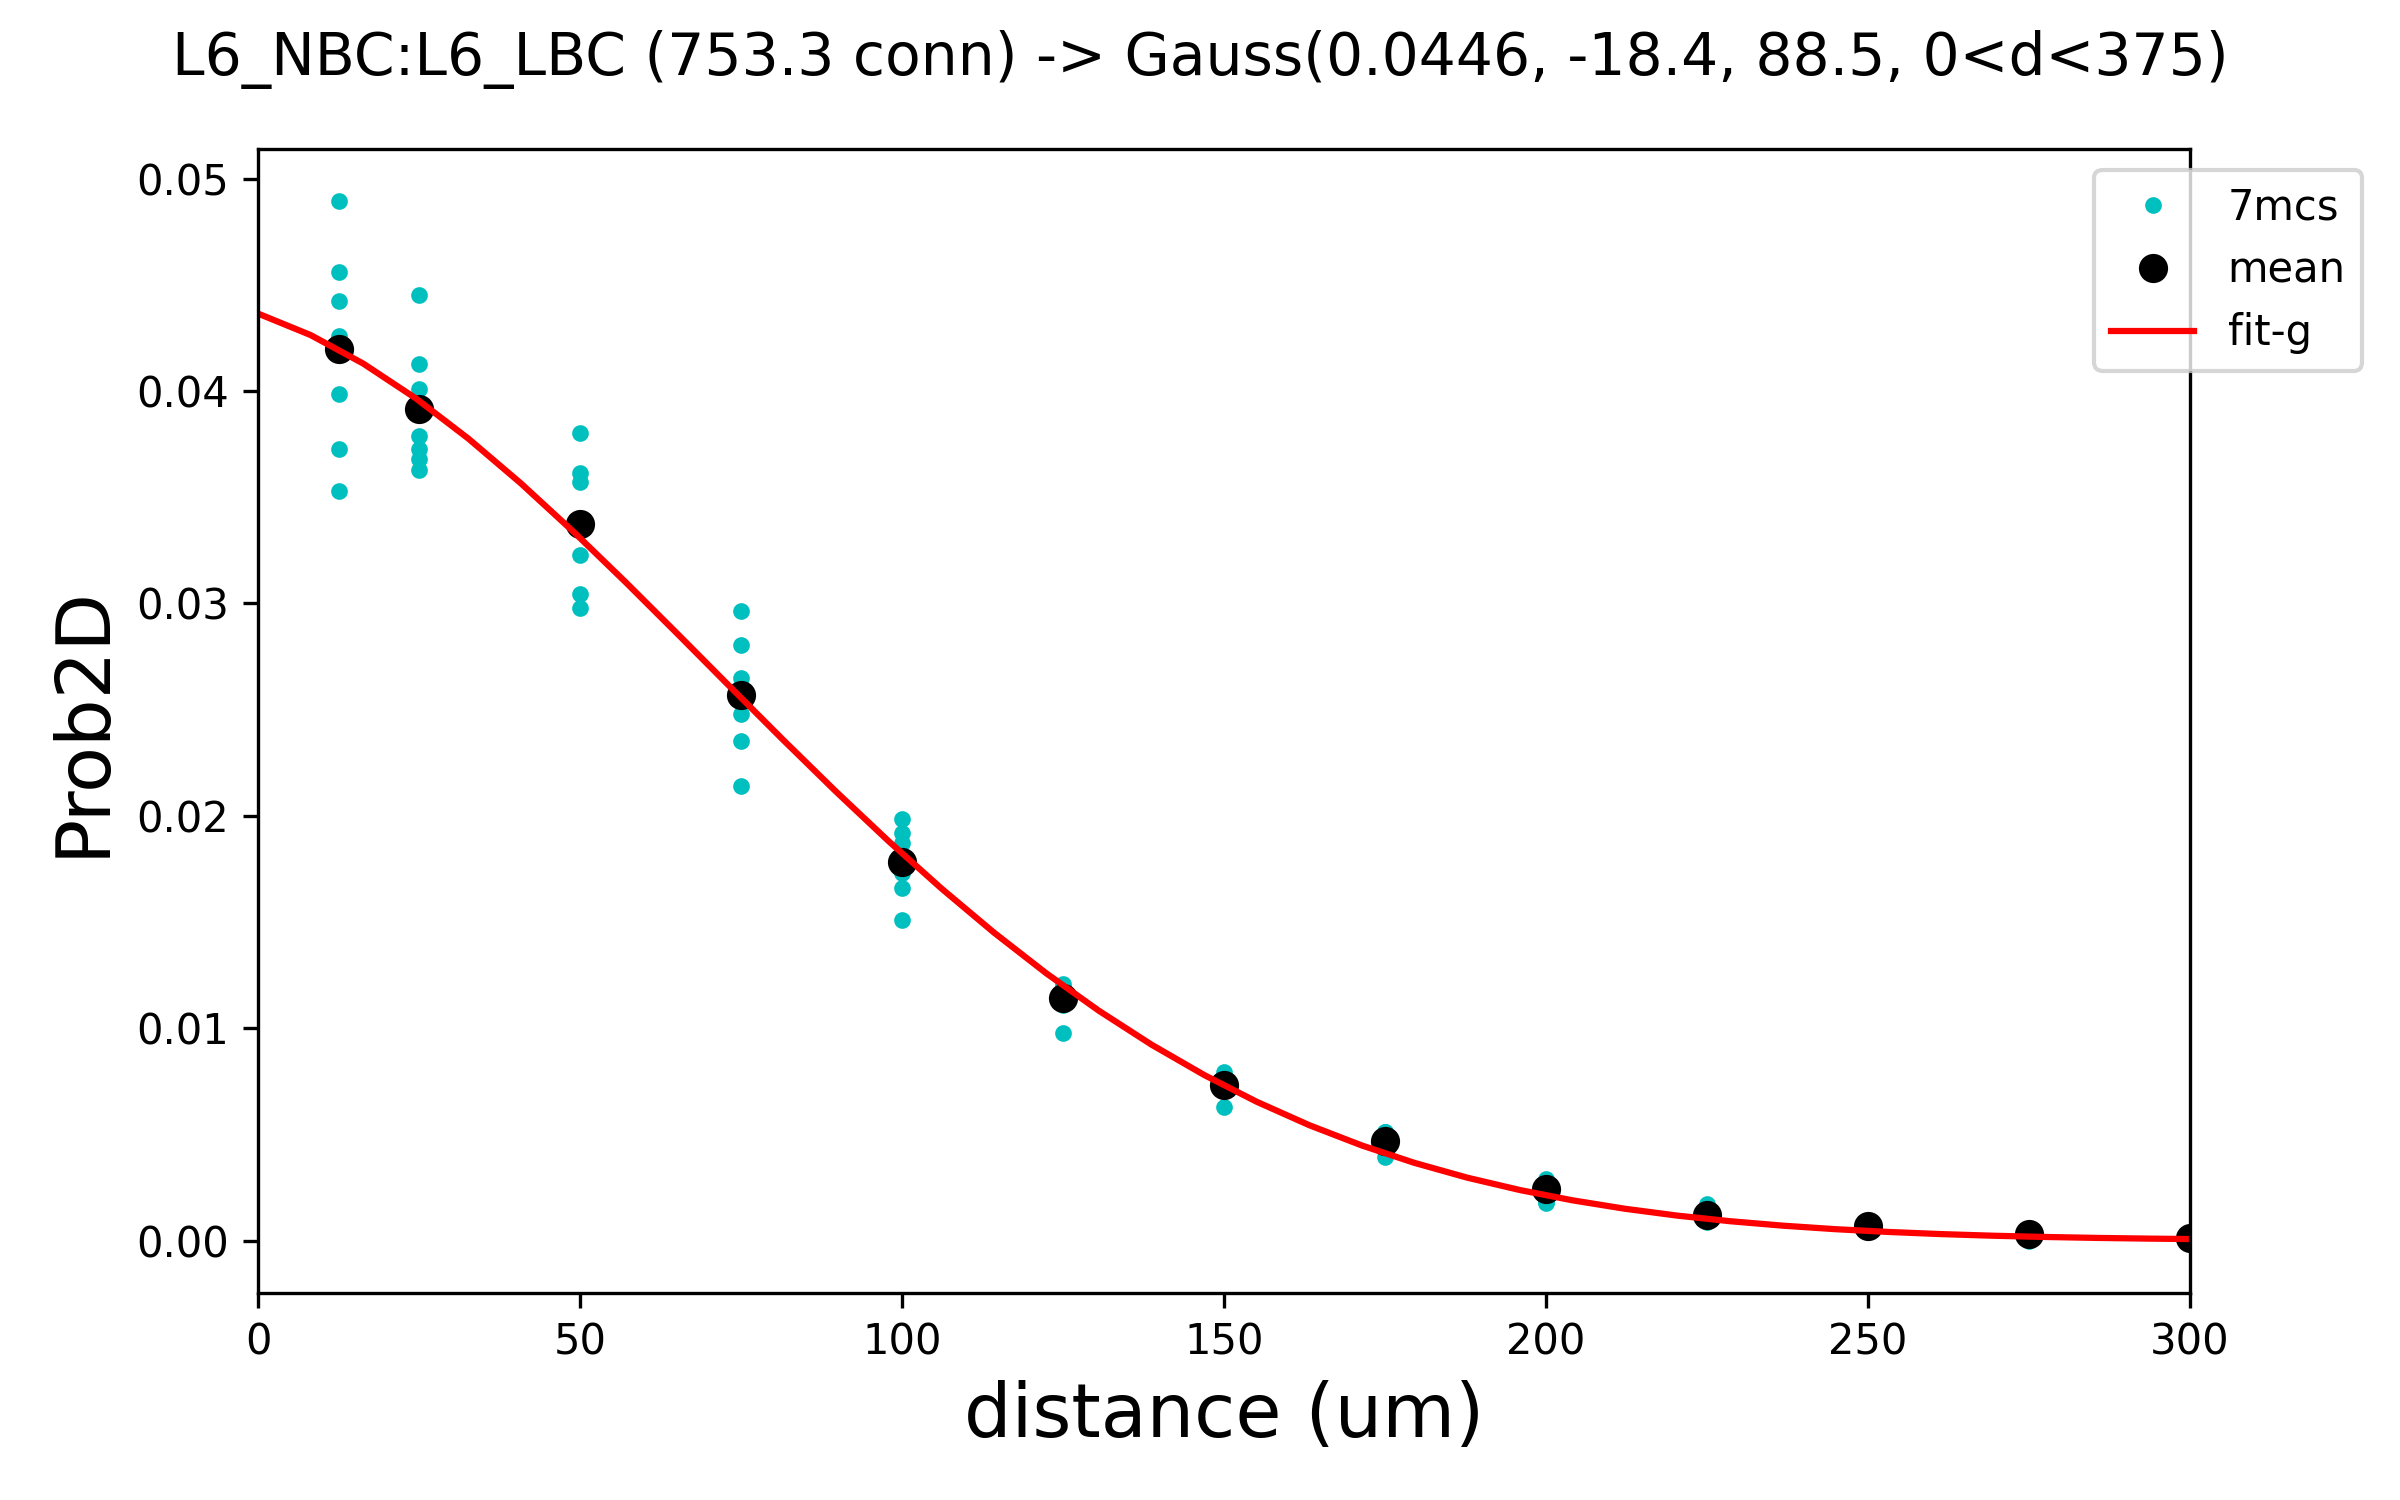 L6_NBC:L6_LBC (753.3 conn) -> Gauss(0.0446, -18.4, 88.5, 0<d<375)
0.05
0.04
0.03
0.02
0.01
0.00
Prob2D
7mcs
mean
fit-g
0 50 100 150 200 250 300
distance (um)